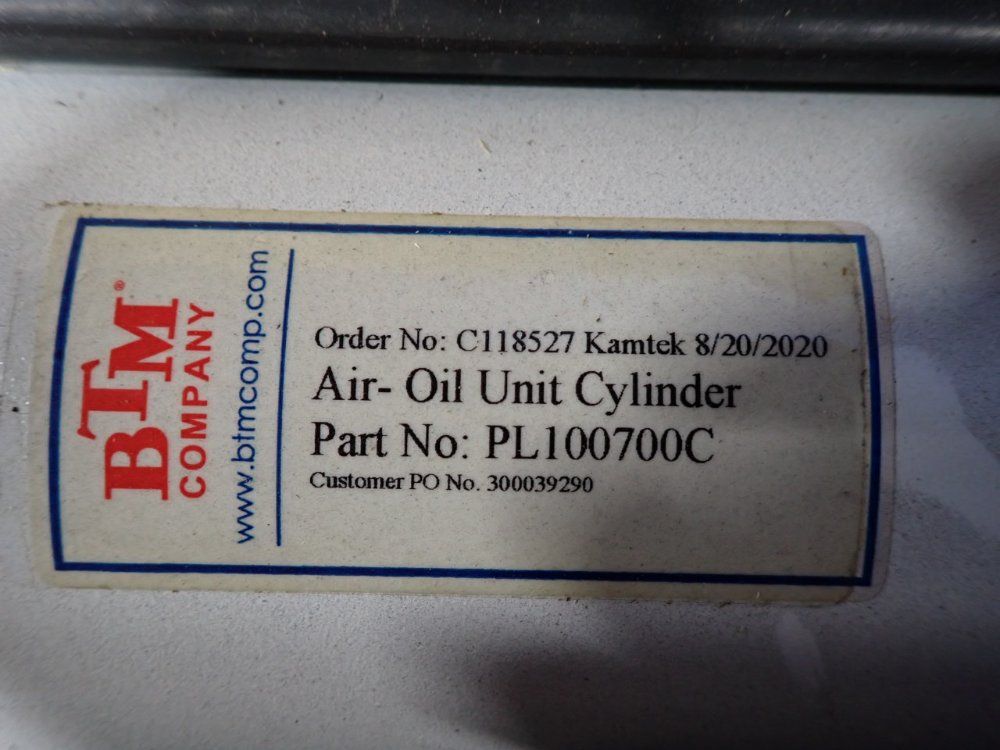 BTM®
COMPANY
www.btmcomp.com
Order No: C118527 Kamtek 8/20/2020
Air- Oil Unit Cylinder
Part No: PL100700C
Customer PO No. 300039290